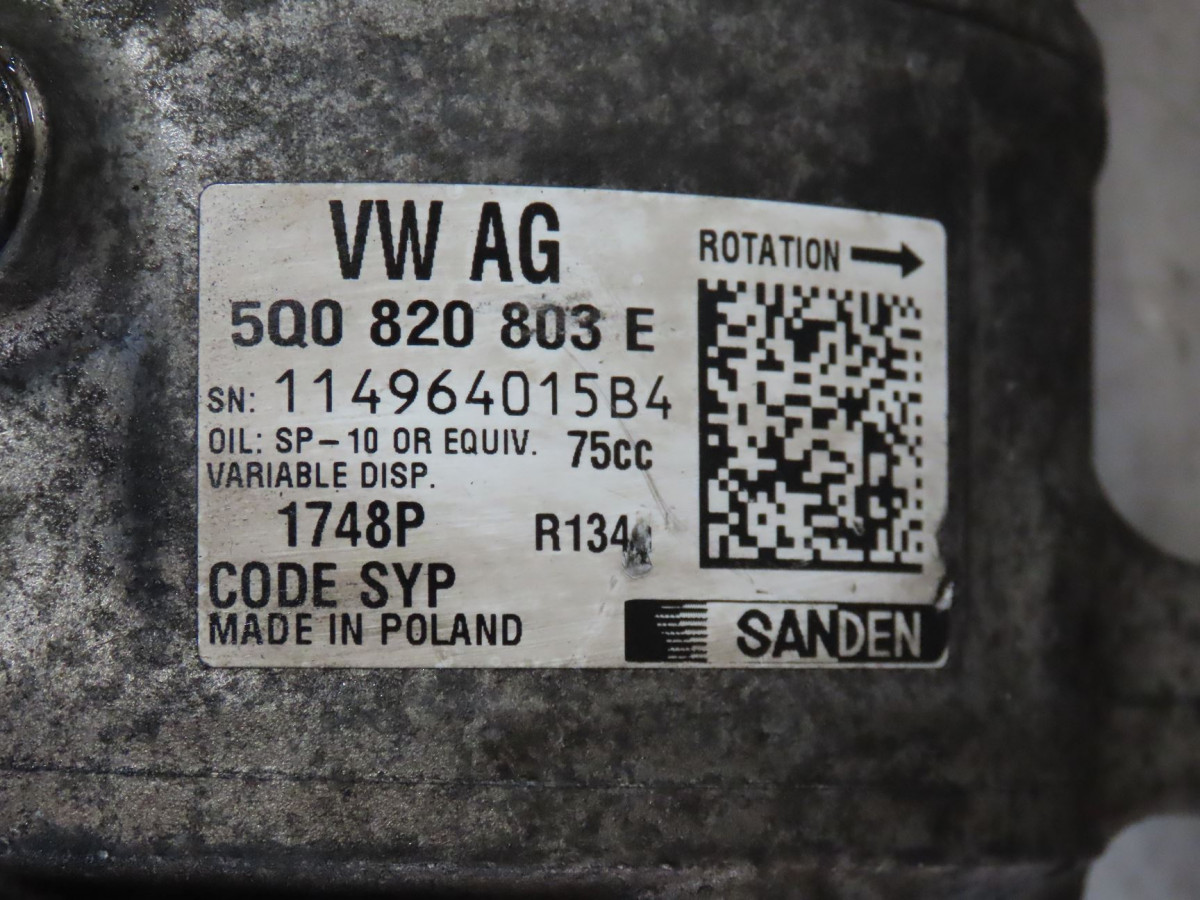 VW AG
ROTATION
5Q0 820 803 E
SN: 114964015B4
OIL: SP-10 OR EQUIV. 75cc
VARIABLE DISP.
1748P R134
CODE SYP
MADE IN POLAND
SANDEN